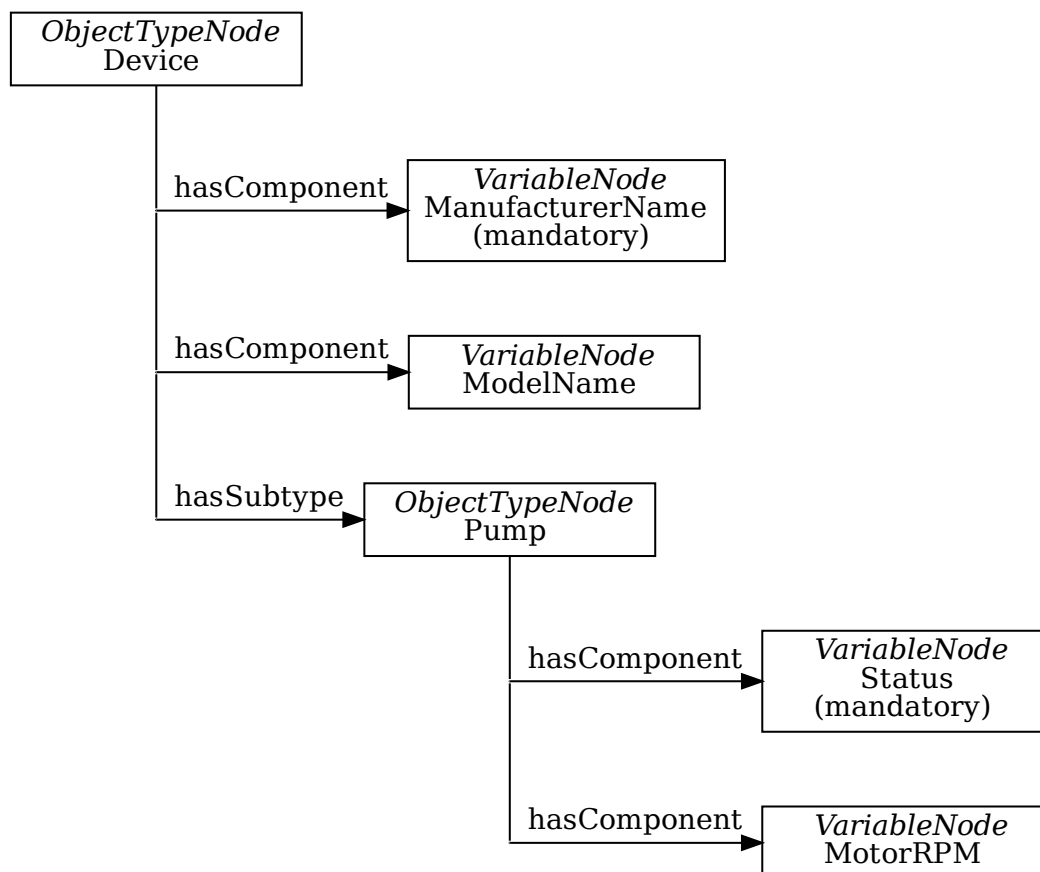 ObjectTypeNode
Device
hasComponent
VariableNode
ManufacturerName
(mandatory)
hasComponent
VariableNode
ModelName
hasSubtype
ObjectTypeNode
Pump
hasComponent
VariableNode
Status
(mandatory)
hasComponent
VariableNode
MotorRPM